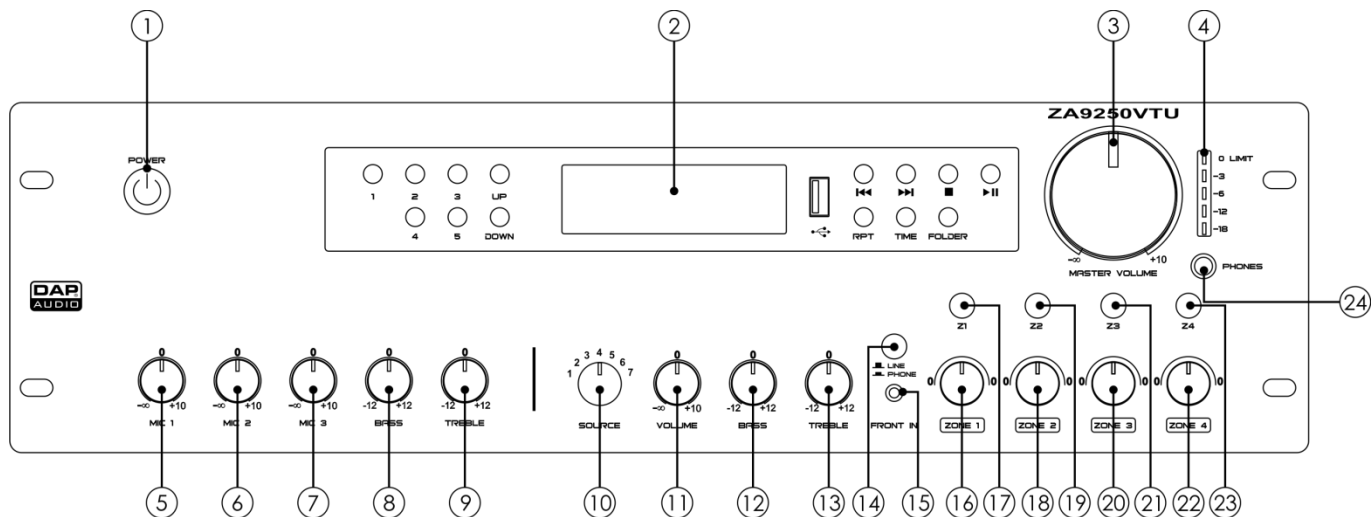 1 2 3 4
ZA9250VTU
POWER
0 LIMIT
-3
-6
-12
-18
1 2 3 UP
4 5 DOWN
RPT TIME FOLDER
-∞ +10
MASTER VOLUME
PHONES
24
DAP
AUDIO
Z1 Z2 Z3 Z4
0 0 0 0 0
-∞ +10 -∞ +10 -∞ +10 -12 +12 -12 +12
MIC 1 MIC 2 MIC 3 BASS TREBLE
1 2 3 4 5 6 7
SOURCE
0 0 0
-∞ +10 -12 +12 -12 +12
VOLUME BASS TREBLE
LINE
PHONE
FRONT IN
0 0 0 0 0
ZONE 1 ZONE 2 ZONE 3 ZONE 4
5 6 7 8 9 10 11 12 13 14 15 16 17 18 19 20 21 22 23